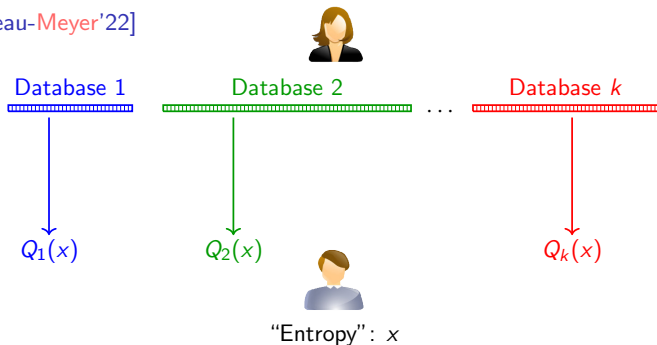 eau-Meyer'22]
Database 1 Database 2 ... Database k
Q₁(x) Q₂(x) Qₖ(x)
“Entropy”: x